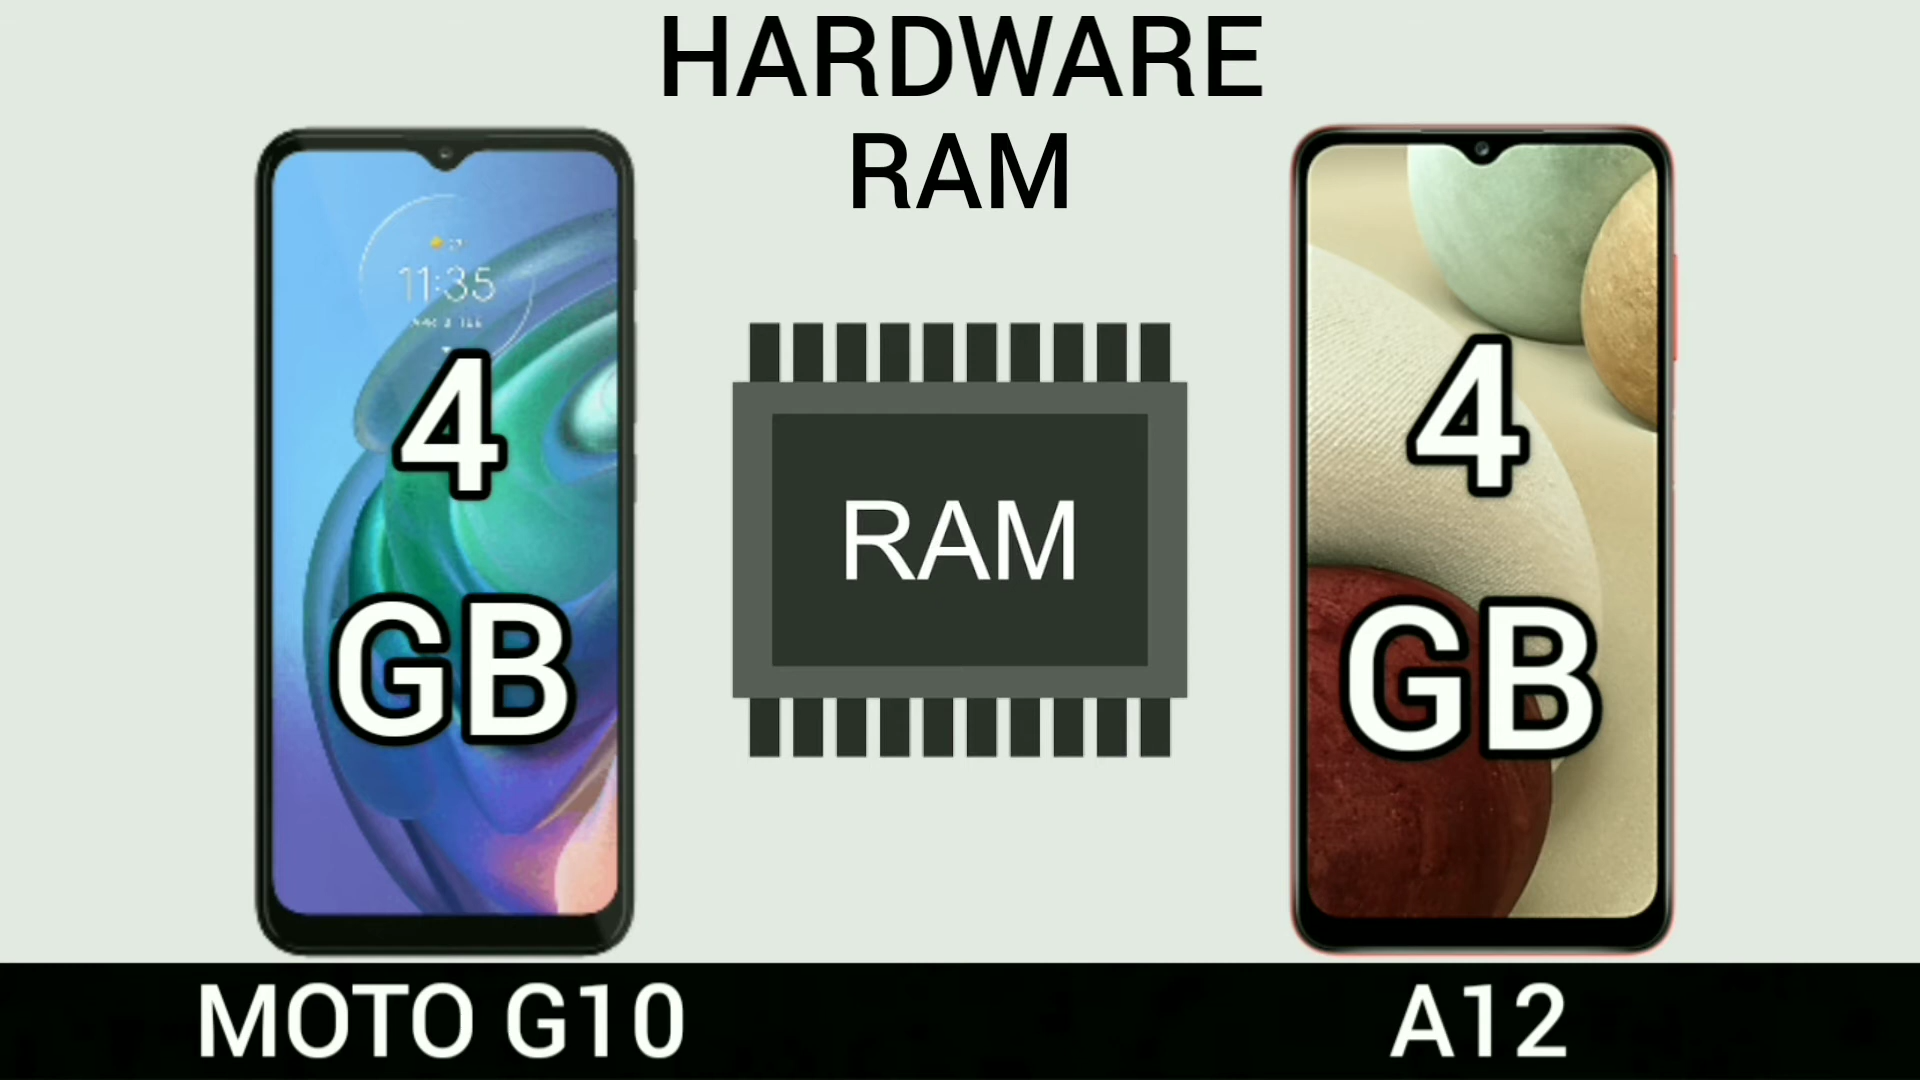 HARDWARE
RAM
11:35
4
GB
RAM
4
GB
MOTO G10
A12